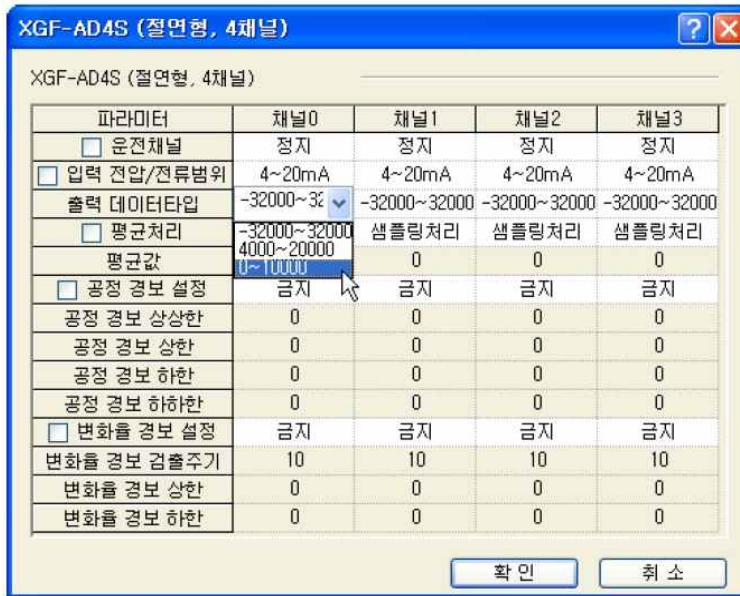 XGF-AD4S (절연형, 4채널)
XGF-AD4S (절연형, 4채널)
파라미터 채널0 채널1 채널2 채널3
운전채널 정지 정지 정지 정지
입력 전압/전류범위 4~20mA 4~20mA 4~20mA 4~20mA
출력 데이터타입 -32000~32 -32000~32000 -32000~32000 -32000~32000
평균처리 -32000~32000 샘플링처리 샘플링처리 샘플링처리
4000~20000
평균값 0~10000 0 0 0
공정 경보 설정 금지 금지 금지 금지
공정 경보 상상한 0 0 0 0
공정 경보 상한 0 0 0 0
공정 경보 하한 0 0 0 0
공정 경보 하하한 0 0 0 0
변화율 경보 설정 금지 금지 금지 금지
변화율 경보 검출주기 10 10 10 10
변화율 경보 상한 0 0 0 0
변화율 경보 하한 0 0 0 0
확인 취소